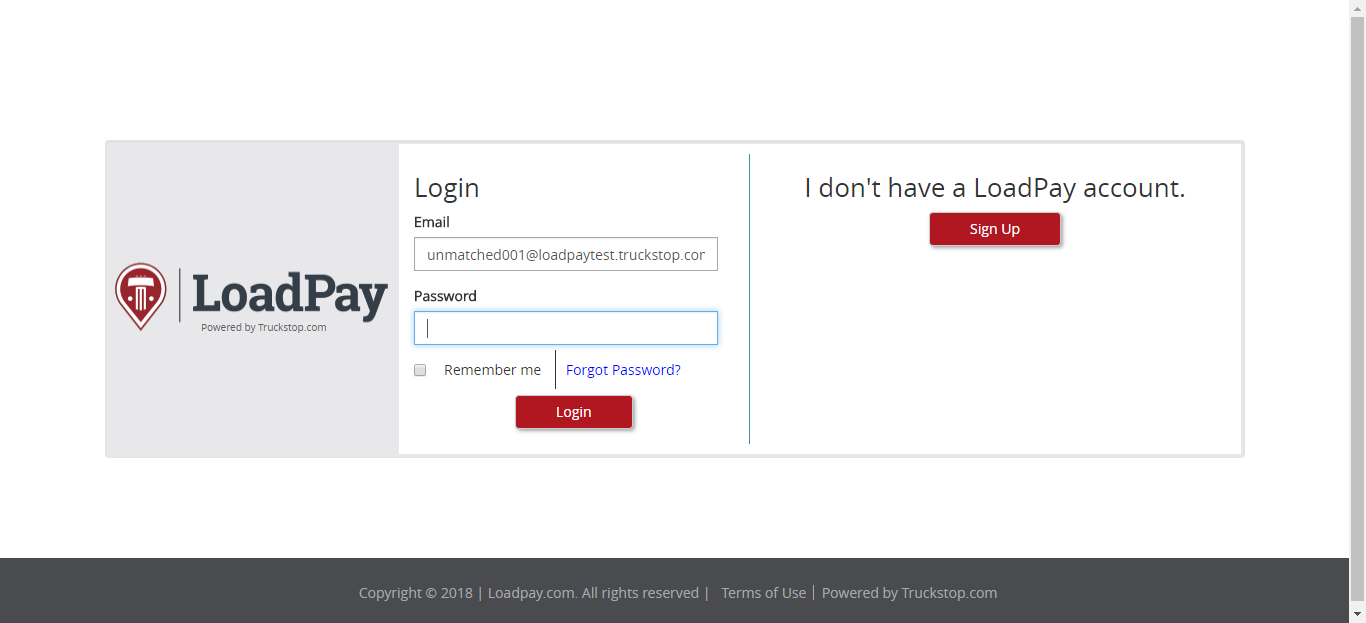 LoadPay
Powered by Truckstop.com
Login
Email
unmatched001@loadpaytest.truckstop.cor
Password
Remember me
Forgot Password?
Login
I don't have a LoadPay account.
Sign Up
Copyright © 2018 | Loadpay.com. All rights reserved | Terms of Use | Powered by Truckstop.com